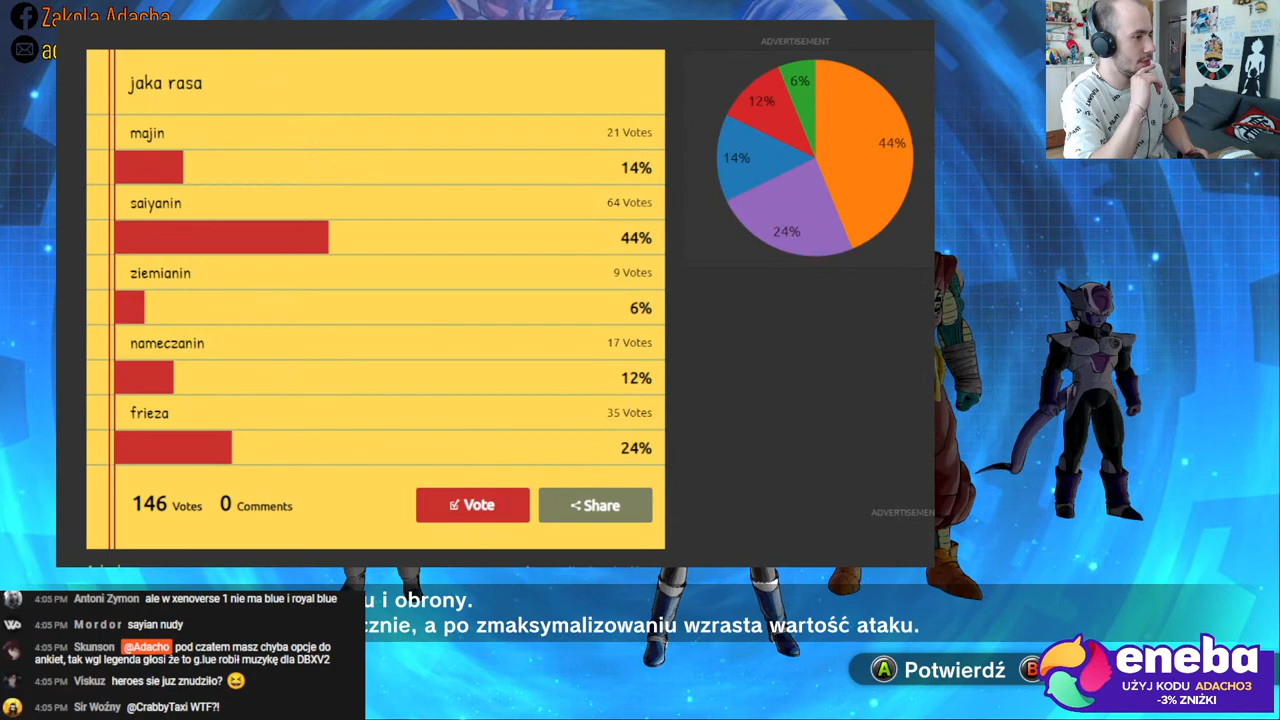 Zakola Adacha
ADVERTISEMENT
jaka rasa
majin
21 Votes
14%
saiyanin
64 Votes
44%
ziemianin
9 Votes
6%
nameczanin
17 Votes
12%
frieza
35 Votes
24%
146 Votes 0 Comments
Vote
Share
6%
12%
44%
14%
24%
ADVERTISEMEN
4:05 PM Antoni Zymon ale w xenoverse 1 nie ma blue i royal blue
4:05 PM Mordor sayian nudy
4:05 PM Skunson @Adacho pod czatem masz chyba opcje do
ankiet, tak wgl legenda głosi że to g.lue robił muzykę dla DBXV2
4:05 PM Viskuz heroes sie juz znudziło? 😆
4:05 PM Sir Woźny @CrabbyTaxi WTF?!
u i obrony.
cznie, a po zmaksymalizowaniu wzrasta wartość ataku.
A Potwierdź B
eneba
UŻYJ KODU ADACHO3
-3% ZNIŻKI